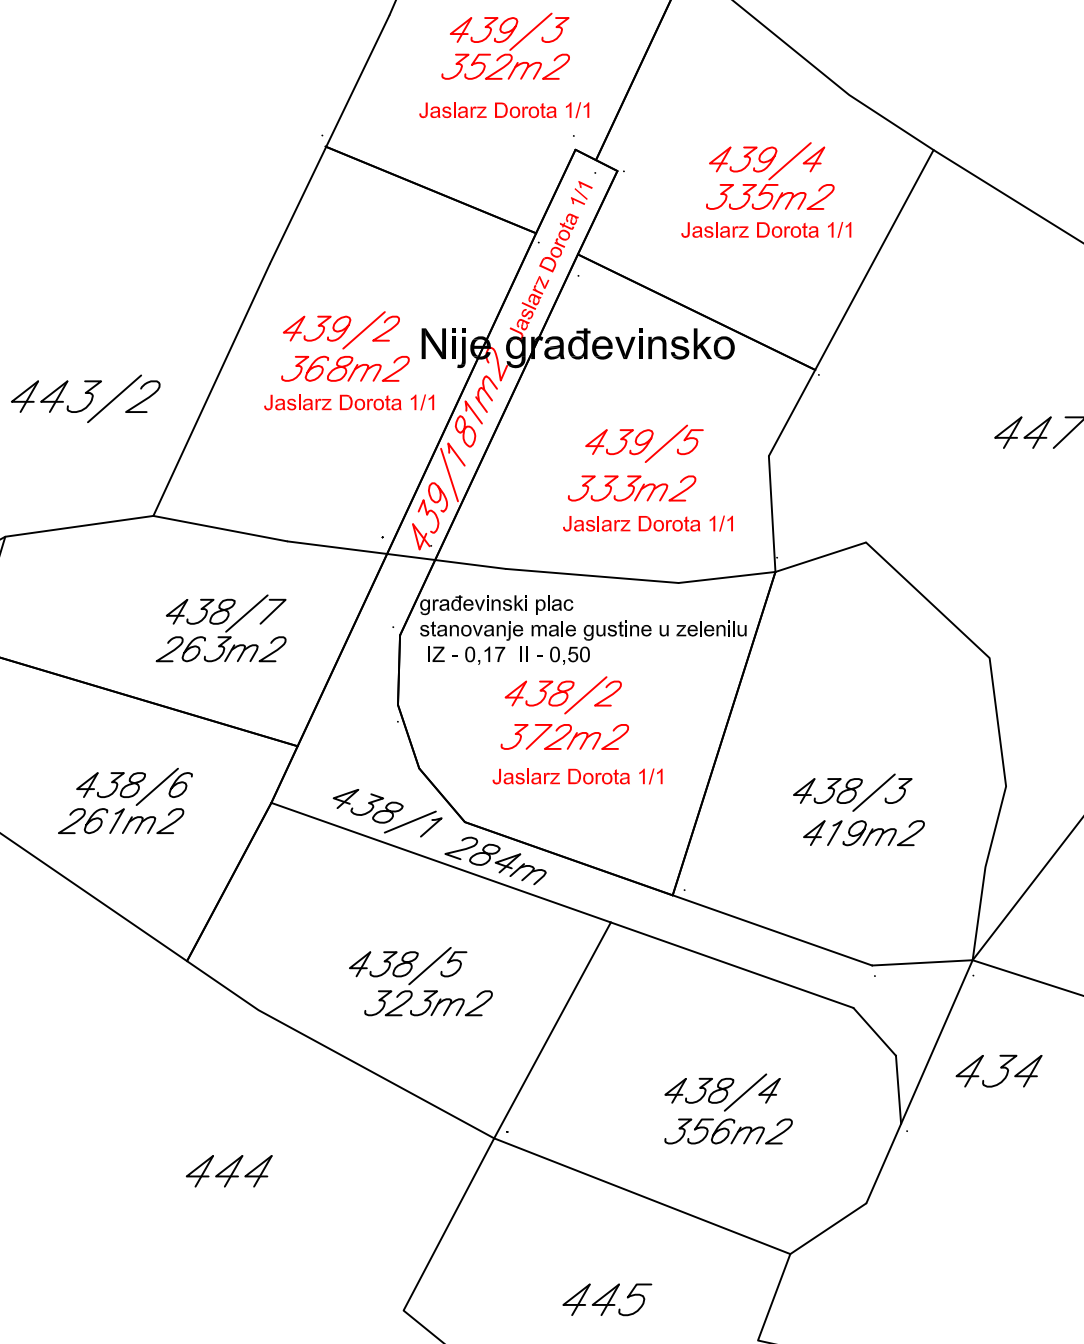 439/3
352m2
Jaslarz Dorota 1/1
439/4
335m2
Jaslarz Dorota 1/1
Jaslarz Dorota 1/1
439/1 81m2
439/2
368m2
Jaslarz Dorota 1/1
Nije građevinsko
443/2
447
439/5
333m2
Jaslarz Dorota 1/1
građevinski plac
stanovanje male gustine u zelenilu
IZ - 0,17 II - 0,50
438/7
263m2
438/2
372m2
Jaslarz Dorota 1/1
438/6
261m2
438/1 284m
438/3
419m2
438/5
323m2
438/4
356m2
434
444
445